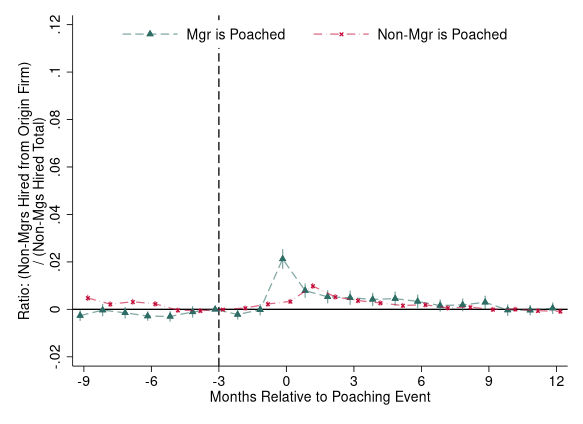 Mgr is Poached
Non-Mgr is Poached
Ratio: (Non-Mgrs Hired from Origin Firm)
/ (Non-Mgs Hired Total)
.12
.1
.08
.06
.04
.02
0
-.02
-9 -6 -3 0 3 6 9 12
Months Relative to Poaching Event